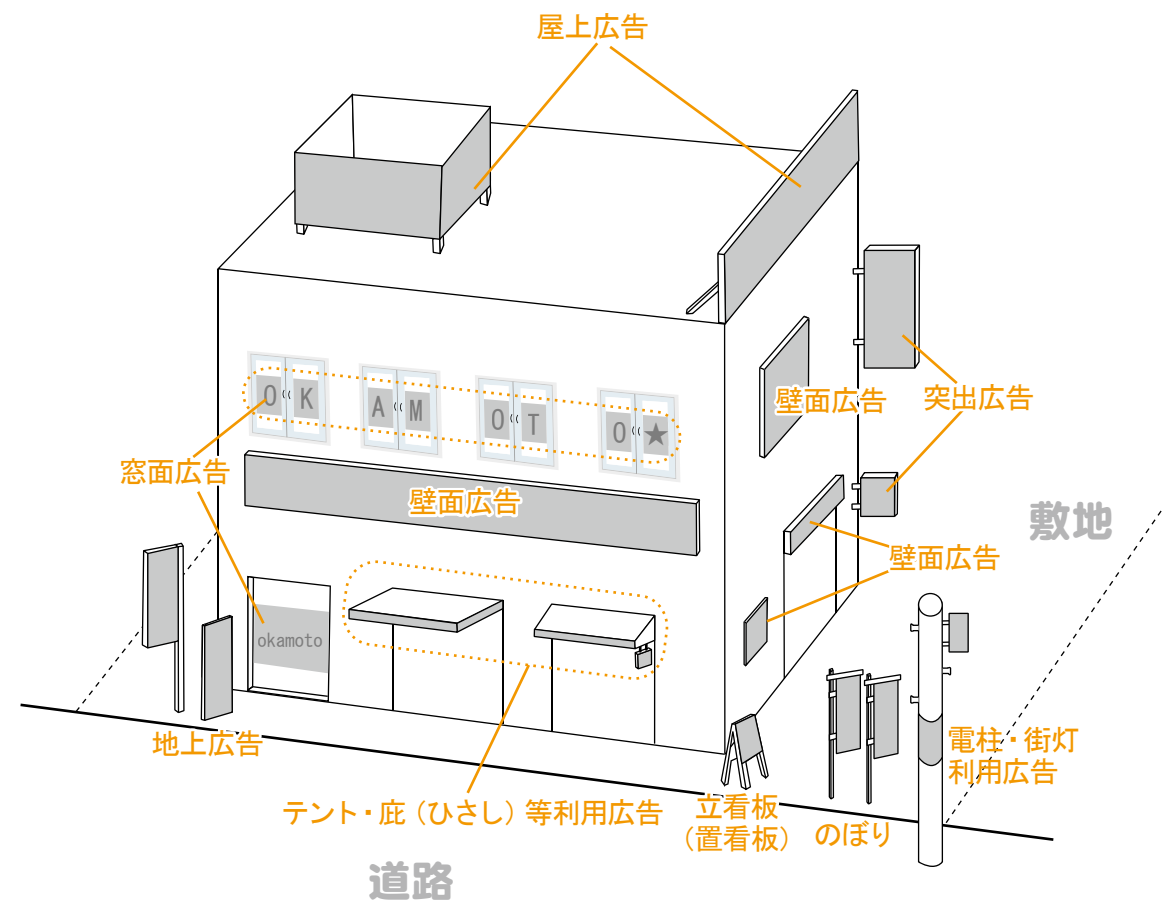 屋上広告
O K A M O T O ★
壁面広告
突出広告
窓面広告
壁面広告
敷地
壁面広告
okamoto
地上広告
電柱・街灯
利用広告
テント・庇（ひさし）等利用広告
立看板
（置看板）
のぼり
道路